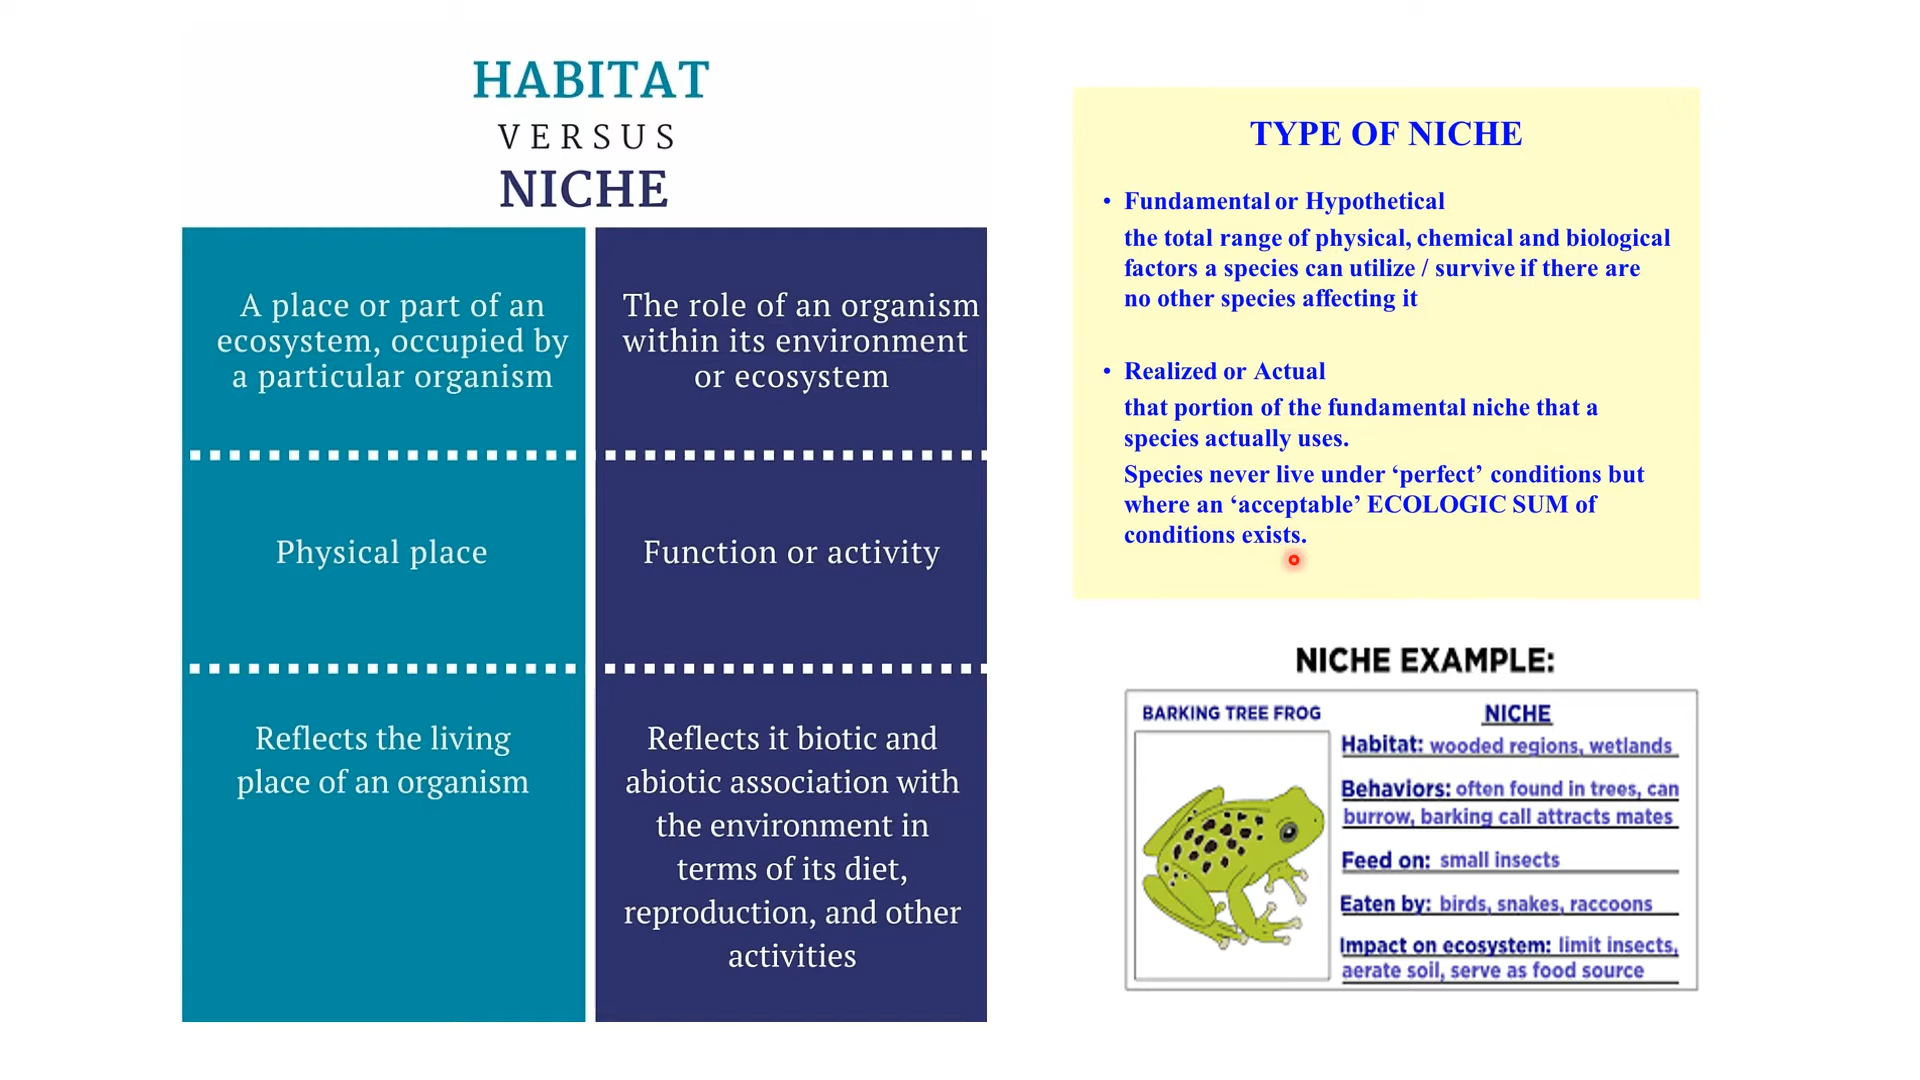 HABITAT
VERSUS
NICHE
A place or part of an
ecosystem, occupied by
a particular organism
Physical place
Reflects the living
place of an organism
The role of an organism
within its environment
or ecosystem
Function or activity
Reflects it biotic and
abiotic association with
the environment in
terms of its diet,
reproduction, and other
activities
TYPE OF NICHE
• Fundamental or Hypothetical
the total range of physical, chemical and biological
factors a species can utilize / survive if there are
no other species affecting it
• Realized or Actual
that portion of the fundamental niche that a
species actually uses.
Species never live under ‘perfect’ conditions but
where an ‘acceptable’ ECOLOGIC SUM of
conditions exists.
NICHE EXAMPLE:
BARKING TREE FROG
NICHE
Habitat: wooded regions, wetlands
Behaviors: often found in trees, can
burrow, barking call attracts mates
Feed on: small insects
Eaten by: birds, snakes, raccoons
Impact on ecosystem: limit insects,
aerate soil, serve as food source